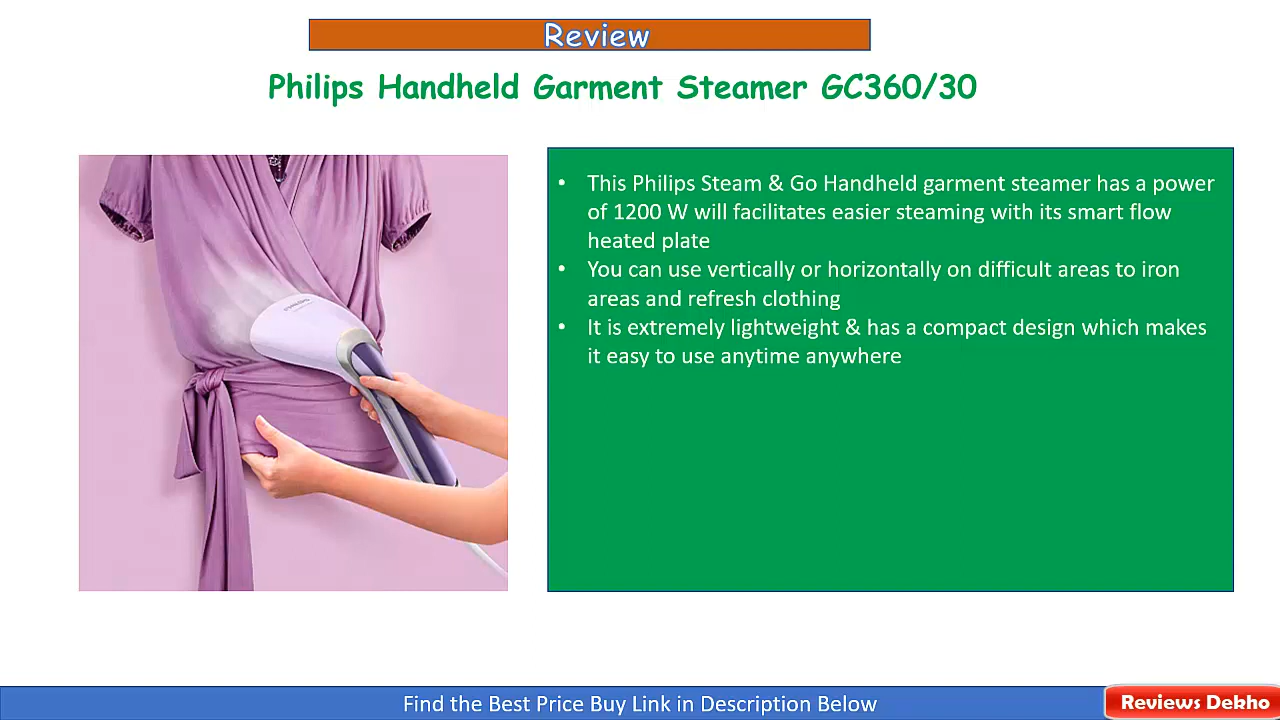 Review
Philips Handheld Garment Steamer GC360/30
• This Philips Steam & Go Handheld garment steamer has a power
of 1200 W will facilitates easier steaming with its smart flow
heated plate
• You can use vertically or horizontally on difficult areas to iron
areas and refresh clothing
• It is extremely lightweight & has a compact design which makes
it easy to use anytime anywhere
PHILIPS
Find the Best Price Buy Link in Description Below
Reviews Dekho